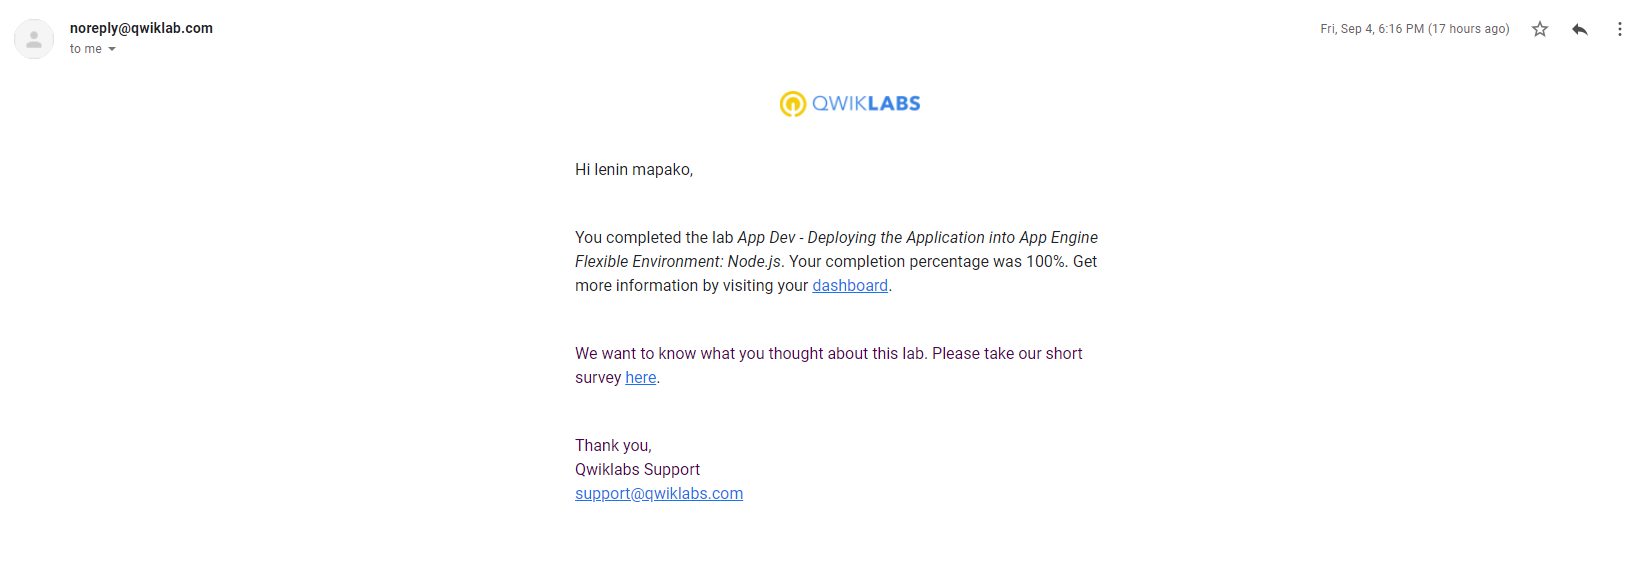 noreply@qwiklab.com
Fri, Sep 4, 6:16 PM (17 hours ago)
to me
QWIKLABS
Hi lenin mapako,
You completed the lab App Dev - Deploying the Application into App Engine
Flexible Environment: Node.js. Your completion percentage was 100%. Get
more information by visiting your dashboard.
We want to know what you thought about this lab. Please take our short
survey here.
Thank you,
Qwiklabs Support
support@qwiklabs.com